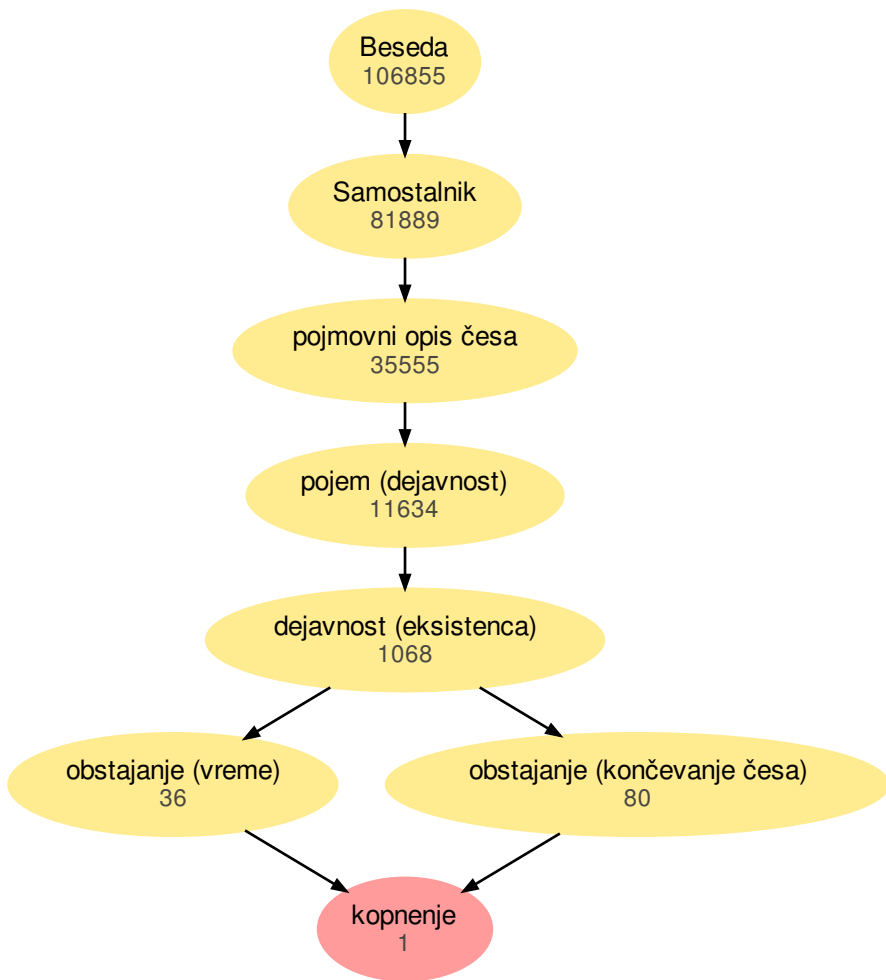 Beseda
106855
Samostalnik
81889
pojmovni opis česa
35555
pojem (dejavnost)
11634
dejavnost (eksistenca)
1068
obstajanje (vreme)
36
obstajanje (končevanje česa)
80
kopnenje
1